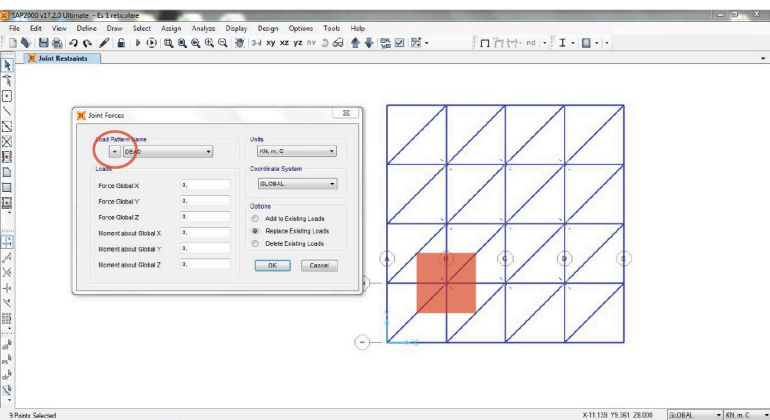 SAP2000 v17.2.0 Ultimate - Es 1 reticolare
File Edit View Define Draw Select Assign Analyze Display Design Options Tools Help
3-d xy xz yz nv nd
Joint Restraints
Joint Forces
Load Pattern Name
+ DEAD
Units
KN, m, C
Loads
Coordinate System
Force Global X 0.
GLOBAL
Force Global Y 0.
Force Global Z 0.
Options
Moment about Global X 0.
Add to Existing Loads
Replace Existing Loads
Moment about Global Y 0.
Delete Existing Loads
Moment about Global Z 0.
OK Cancel
A B C D E
1
9 Points Selected
X-11.139 Y9.361 Z8.000 GLOBAL KN, m, C